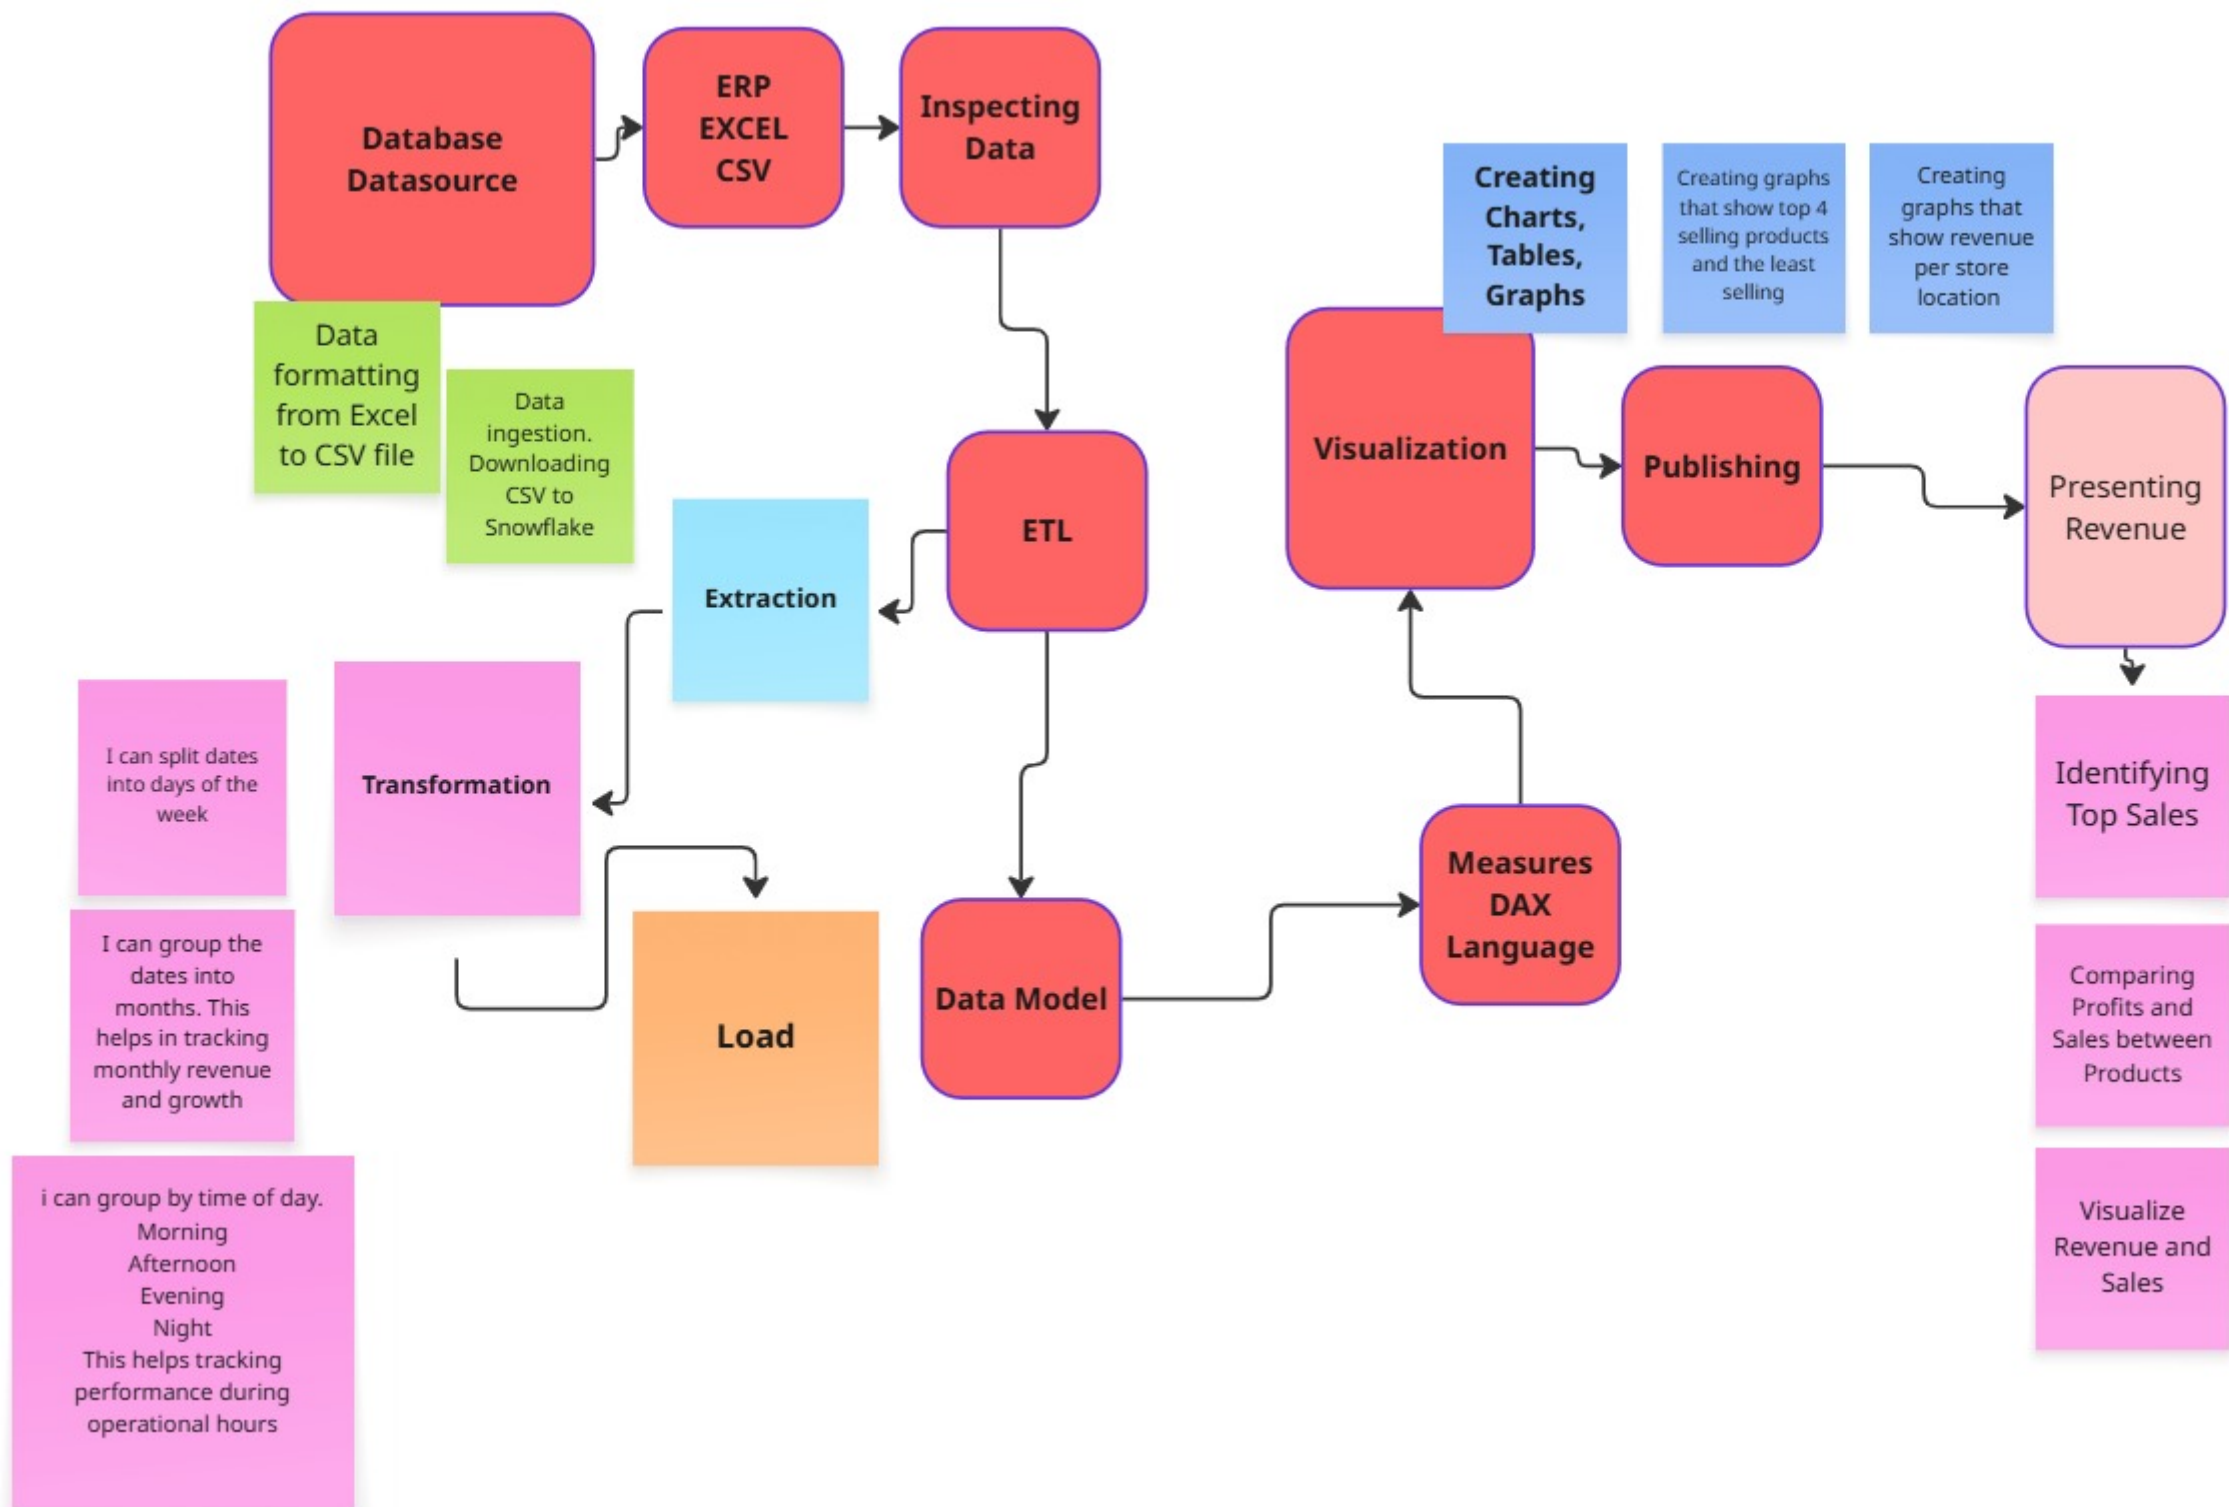 Database
Datasource
ERP
EXCEL
CSV
Inspecting
Data
Data
formatting
from Excel
to CSV file
Data
ingestion.
Downloading
CSV to
Snowflake
ETL
Extraction
Transformation
I can split dates
into days of the
week
I can group the
dates into
months. This
helps in tracking
monthly revenue
and growth
i can group by time of day.
Morning
Afternoon
Evening
Night
This helps tracking
performance during
operational hours
Load
Data Model
Measures
DAX
Language
Visualization
Creating
Charts,
Tables,
Graphs
Creating graphs
that show top 4
selling products
and the least
selling
Creating
graphs that
show revenue
per store
location
Publishing
Presenting
Revenue
Identifying
Top Sales
Comparing
Profits and
Sales between
Products
Visualize
Revenue and
Sales